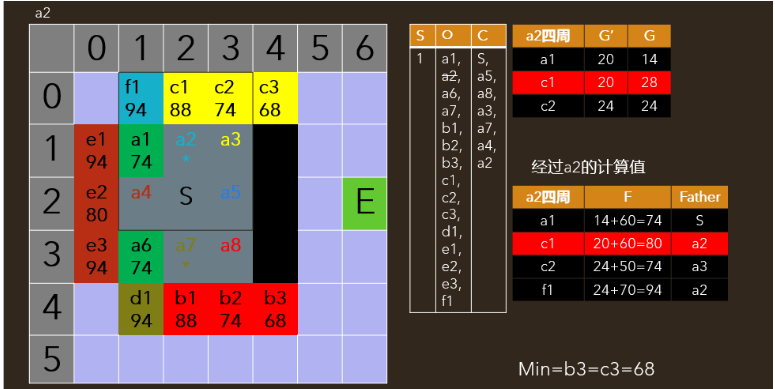 a2
0 1 2 3 4 5 6
0 f1 c1 c2 c3
94 88 74 68
1 e1 a1 a2 a3
94 74 *
2 e2 a4 S a5 E
80
3 e3 a6 a7 a8
94 74 *
4 d1 b1 b2 b3
94 88 74 68
5
S O C
1 a1, S,
a2, a5,
a6, a8,
a7, a3,
b1, a7,
b2, a4,
b3, a2
c1,
c2,
c3,
d1,
e1,
e2,
e3,
f1
a2四周 G’ G
a1 20 14
c1 20 28
c2 24 24
经过a2的计算值
a2四周 F Father
a1 14+60=74 S
c1 20+60=80 a2
c2 24+50=74 a3
f1 24+70=94 a2
Min=b3=c3=68